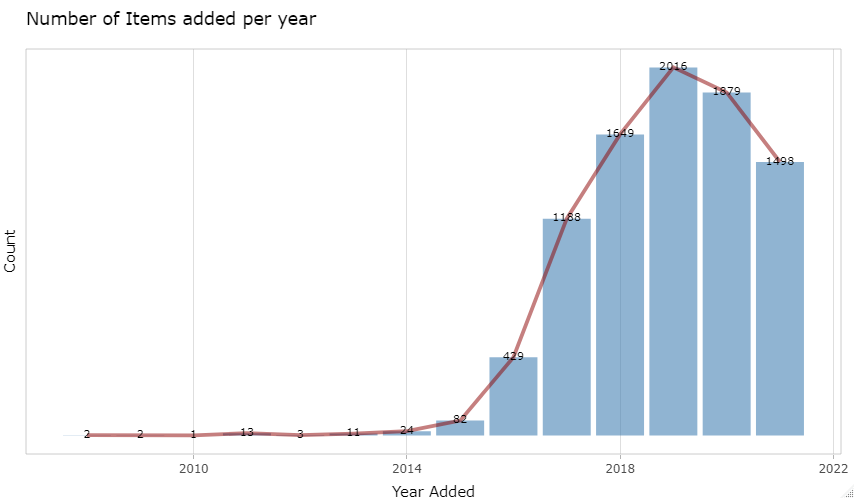 Number of Items added per year
Count
2 2 1 13 3 11 24 82 429 1188 1649 2016 1879 1498
2010 2014 2018 2022
Year Added